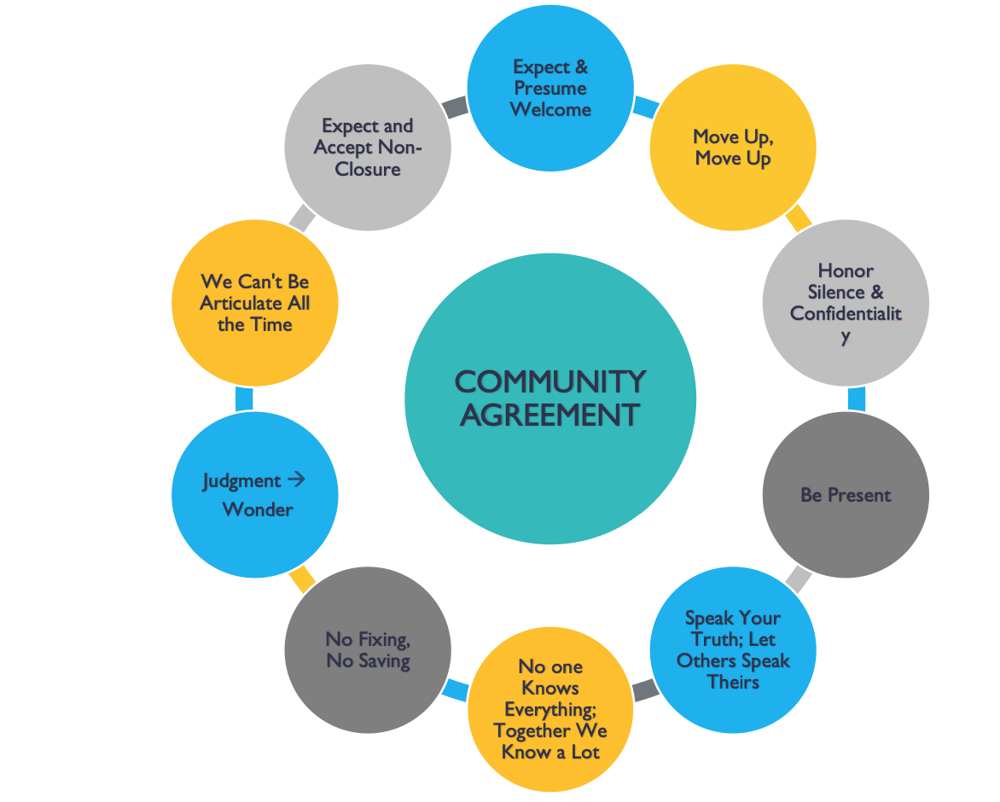 Expect &
Presume
Welcome
Move Up,
Move Up
Honor
Silence &
Confidentialit
y
Be Present
Speak Your
Truth; Let
Others Speak
Theirs
No one
Knows
Everything;
Together We
Know a Lot
No Fixing,
No Saving
Judgment →
Wonder
We Can't Be
Articulate All
the Time
Expect and
Accept Non-
Closure
COMMUNITY
AGREEMENT